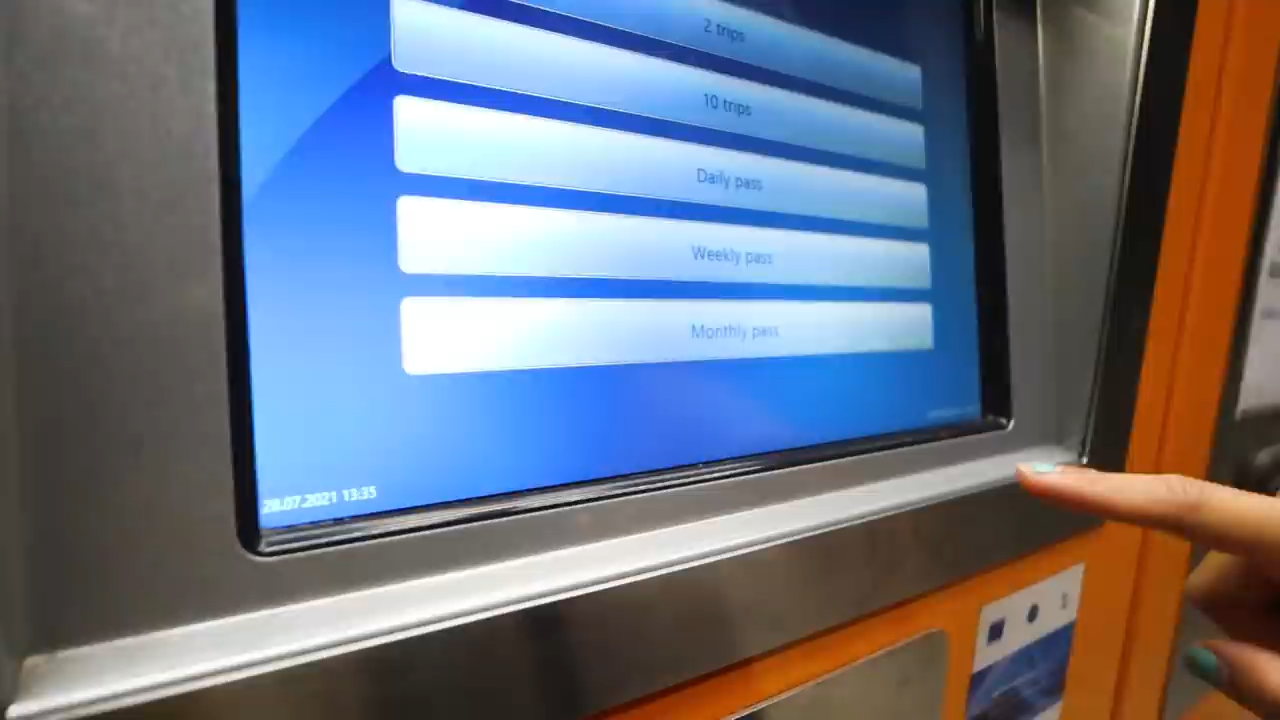 2 trips
10 trips
Daily pass
Weekly pass
Monthly pass
28.07.2021 13:35